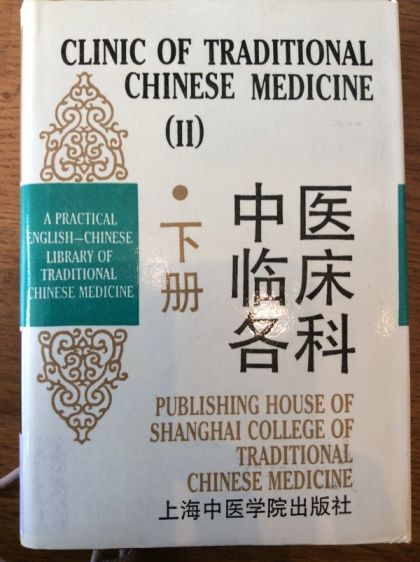 CLINIC OF TRADITIONAL
CHINESE MEDICINE
(II)
A PRACTICAL
ENGLISH—CHINESE
LIBRARY OF
TRADITIONAL
CHINESE MEDICINE
·下册
中医
临床
各科
PUBLISHING HOUSE OF
SHANGHAI COLLEGE OF
TRADITIONAL
CHINESE MEDICINE
上海中医学院出版社